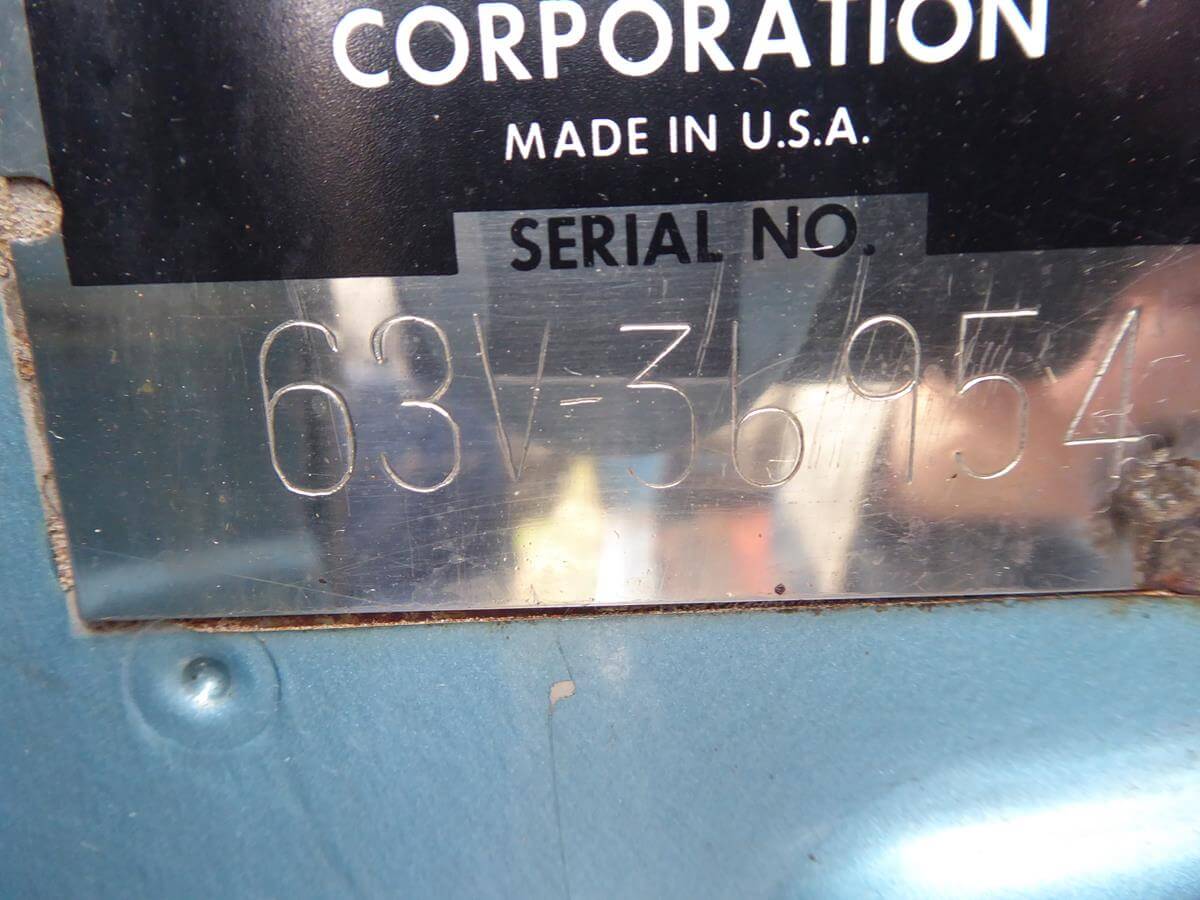 CORPORATION
MADE IN U.S.A.
SERIAL NO.
63V-36954